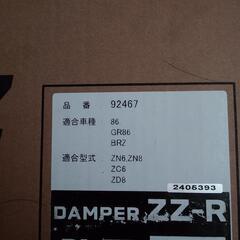 品 番 92467
適合車種 86
GR86
BRZ
適合型式 ZN6,ZN8
ZC6
ZD8
2406393
DAMPER ZZ-R